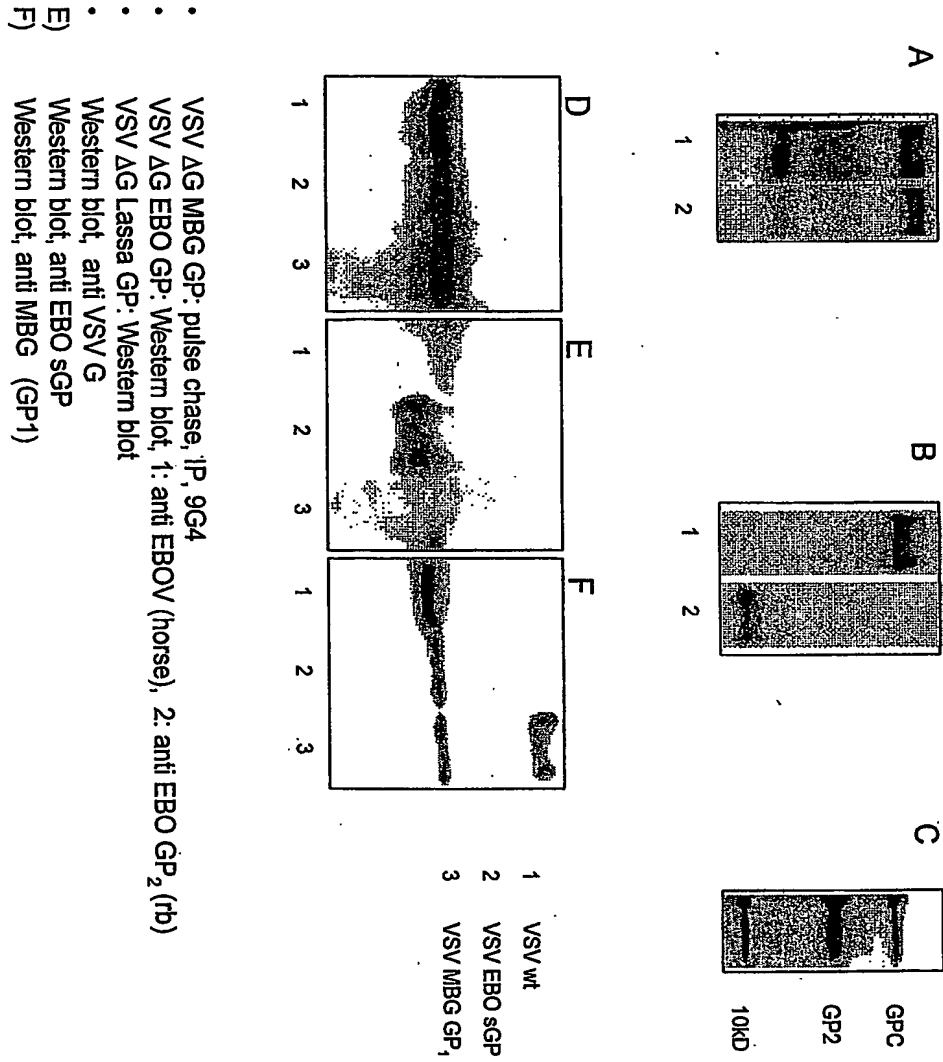 A B C
GPC
GP2
10kD
1 2 1 2
D E F
1 VSV wt
2 VSV EBO sGP
3 VSV MBG GP₁
1 2 3 1 2 3 1 2 3
• VSV ΔG MBG GP: pulse chase, IP, 9G4
• VSV ΔG EBO GP: Western blot, 1: anti EBOV (horse), 2: anti EBO GP₂ (rb)
• VSV ΔG Lassa GP: Western blot
• Western blot, anti VSV G
E) Western blot, anti EBO sGP
F) Western blot, anti MBG (GP1)